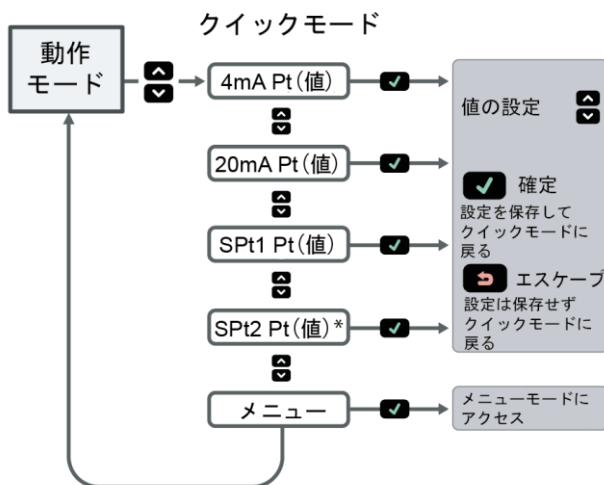 クイックモード
動作
モード
4mA Pt(値)
20mA Pt(値)
SPt1 Pt(値)
SPt2 Pt(値)*
メニュー
値の設定
確定
設定を保存して
クイックモードに
戻る
エスケープ
設定は保存せず
クイックモードに
戻る
メニューモードに
アクセス